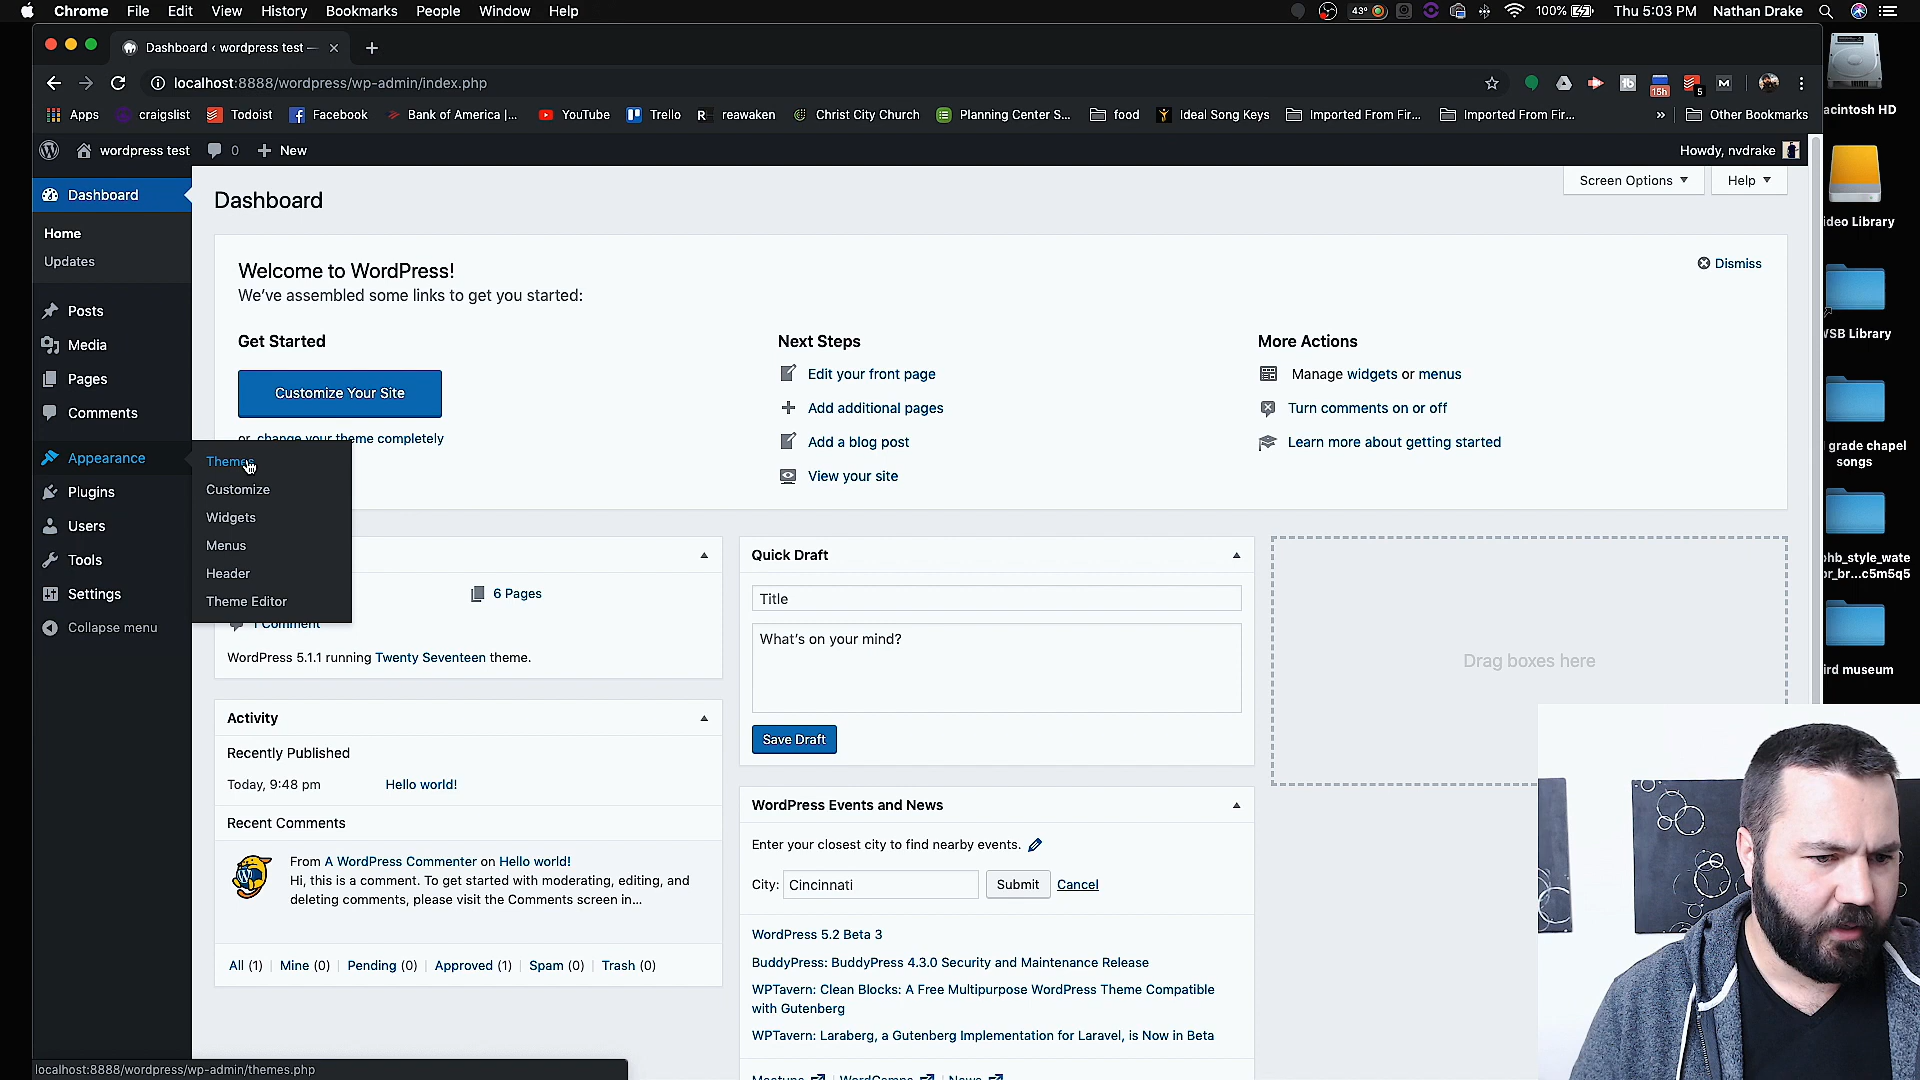 Chrome File Edit View History Bookmarks People Window Help 43° 100% Thu 5:03 PM Nathan Drake
Dashboard ‹ wordpress test —
localhost:8888/wordpress/wp-admin/index.php 15h 5 M
Apps craigslist Todoist Facebook Bank of America |... YouTube Trello R reawaken Christ City Church Planning Center S... food Ideal Song Keys Imported From Fir... Imported From Fir... » Other Bookmarks
acintosh HD
wordpress test 0 New Howdy, nvdrake
Dashboard
Home
Updates
Posts
Media
Pages
Comments
Appearance
Plugins
Users
Tools
Settings
Collapse menu
Themes
Customize
Widgets
Menus
Header
Theme Editor
Dashboard
Screen Options Help
Welcome to WordPress!
We've assembled some links to get you started:
Dismiss
Get Started
Customize Your Site
or change your theme completely
Next Steps
Edit your front page
Add additional pages
Add a blog post
View your site
More Actions
Manage widgets or menus
Turn comments on or off
Learn more about getting started
6 Pages
1 Comment
WordPress 5.1.1 running Twenty Seventeen theme.
Activity
Recently Published
Today, 9:48 pm Hello world!
Recent Comments
From A WordPress Commenter on Hello world!
Hi, this is a comment. To get started with moderating, editing, and
deleting comments, please visit the Comments screen in...
All (1) | Mine (0) | Pending (0) | Approved (1) | Spam (0) | Trash (0)
Quick Draft
Title
What's on your mind?
Save Draft
WordPress Events and News
Enter your closest city to find nearby events.
City: Cincinnati Submit Cancel
WordPress 5.2 Beta 3
BuddyPress: BuddyPress 4.3.0 Security and Maintenance Release
WPTavern: Clean Blocks: A Free Multipurpose WordPress Theme Compatible
with Gutenberg
WPTavern: Laraberg, a Gutenberg Implementation for Laravel, is Now in Beta
Meetups | WordCamps | News
Drag boxes here
ideo Library
WSB Library
l grade chapel
songs
ohb_style_wate
or_br...c5m5q5
ird museum
localhost:8888/wordpress/wp-admin/themes.php